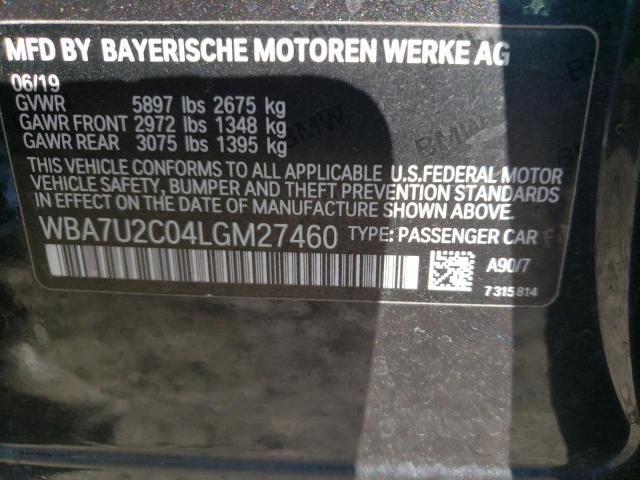 MFD BY BAYERISCHE MOTOREN WERKE AG
06/19
GVWR 5897 lbs 2675 kg
GAWR FRONT 2972 lbs 1348 kg
GAWR REAR 3075 lbs 1395 kg
THIS VEHICLE CONFORMS TO ALL APPLICABLE U.S.FEDERAL MOTOR
VEHICLE SAFETY, BUMPER AND THEFT PREVENTION STANDARDS
IN EFFECT ON THE DATE OF MANUFACTURE SHOWN ABOVE.
WBA7U2C04LGM27460 TYPE: PASSENGER CAR
A90/7
7315814
BMW
BMW